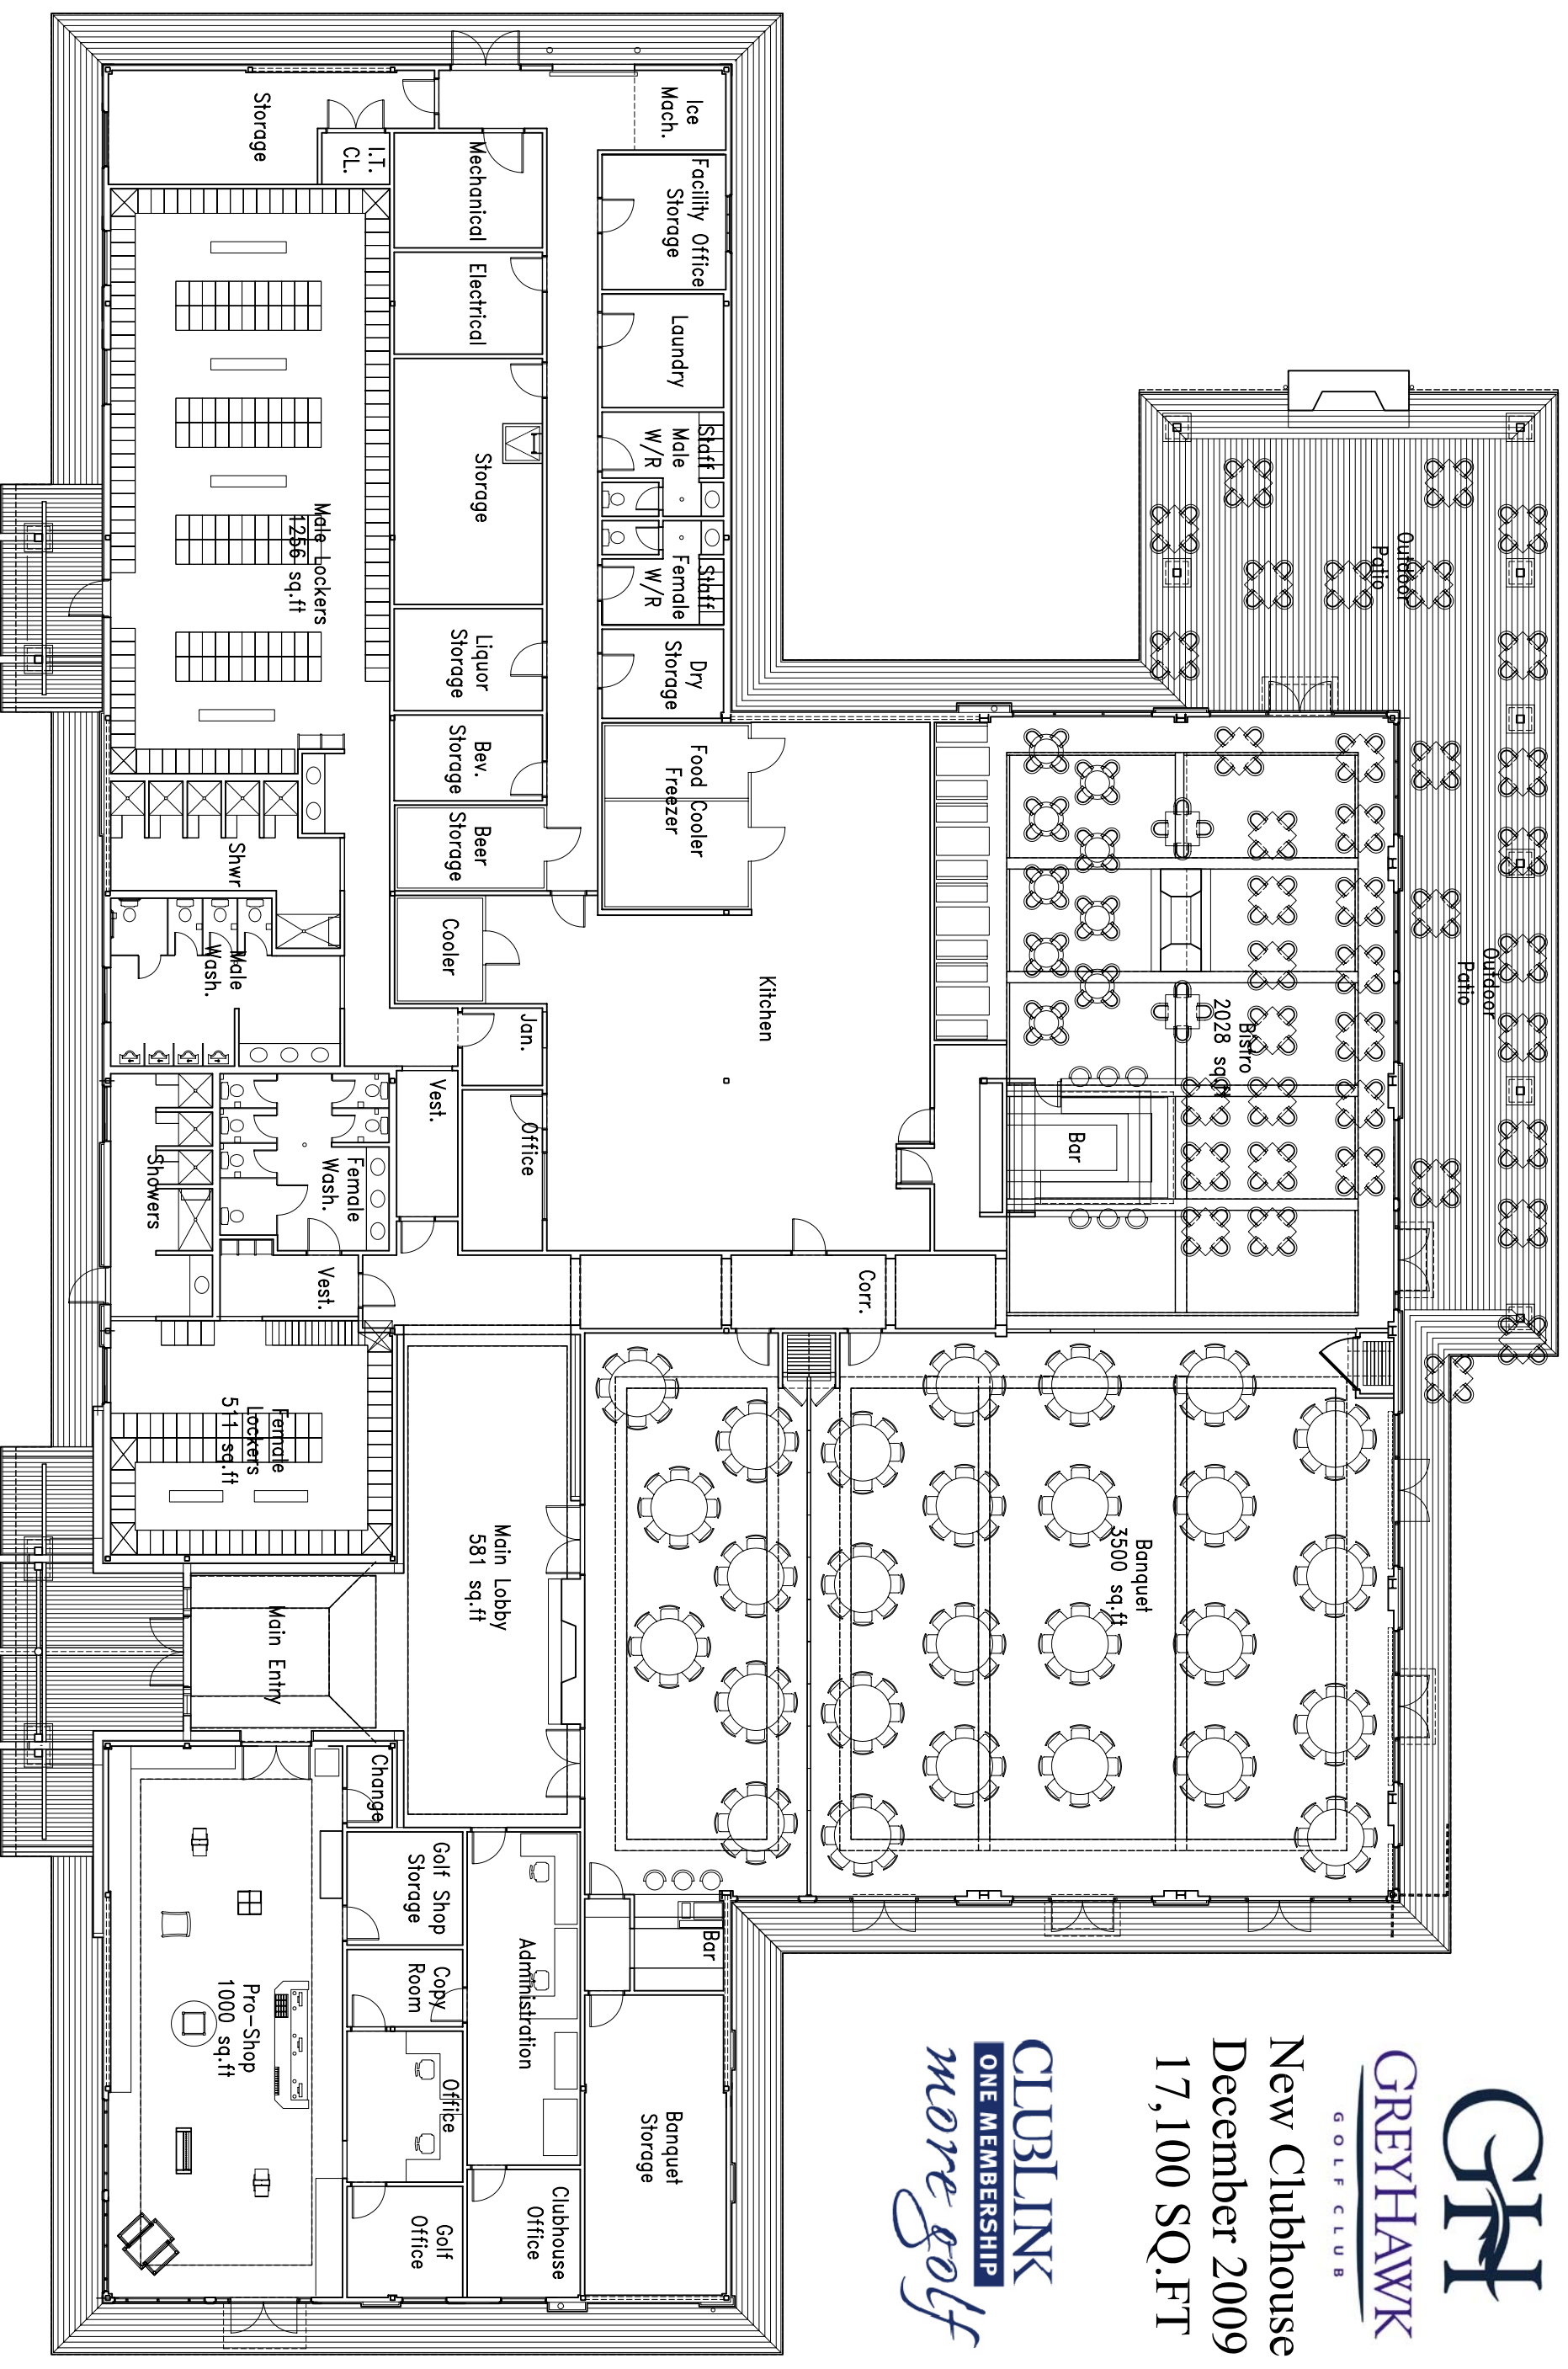 GH
GREYHAWK
GOLF CLUB
New Clubhouse
December 2009
17,100 SQ.FT
CLUBLINK
ONE MEMBERSHIP
more golf
Outdoor
Patio
Outdoor
Patio
Bistro
2028 sq.ft
Bar
Banquet
3500 sq.ft
Ice
Mach.
Facility Office
Storage
Laundry
Staff
Male
W/R
Staff
Female
W/R
Dry
Storage
Food Cooler
Freezer
Kitchen
Corr.
Bar
Banquet
Storage
Mechanical
Electrical
Storage
Liquor
Storage
Bev.
Storage
Beer
Storage
Cooler
Jan.
Office
Vest.
Main Lobby
581 sq.ft
Administration
Clubhouse
Office
Storage
I.T.
CL.
Male Lockers
1256 sq.ft
Shwr
Male
Wash.
Female
Wash.
Showers
Vest.
Female
Lockers
511 sq.ft
Main Entry
Change
Golf Shop
Storage
Copy
Room
Office
Golf
Office
Pro-Shop
1000 sq.ft